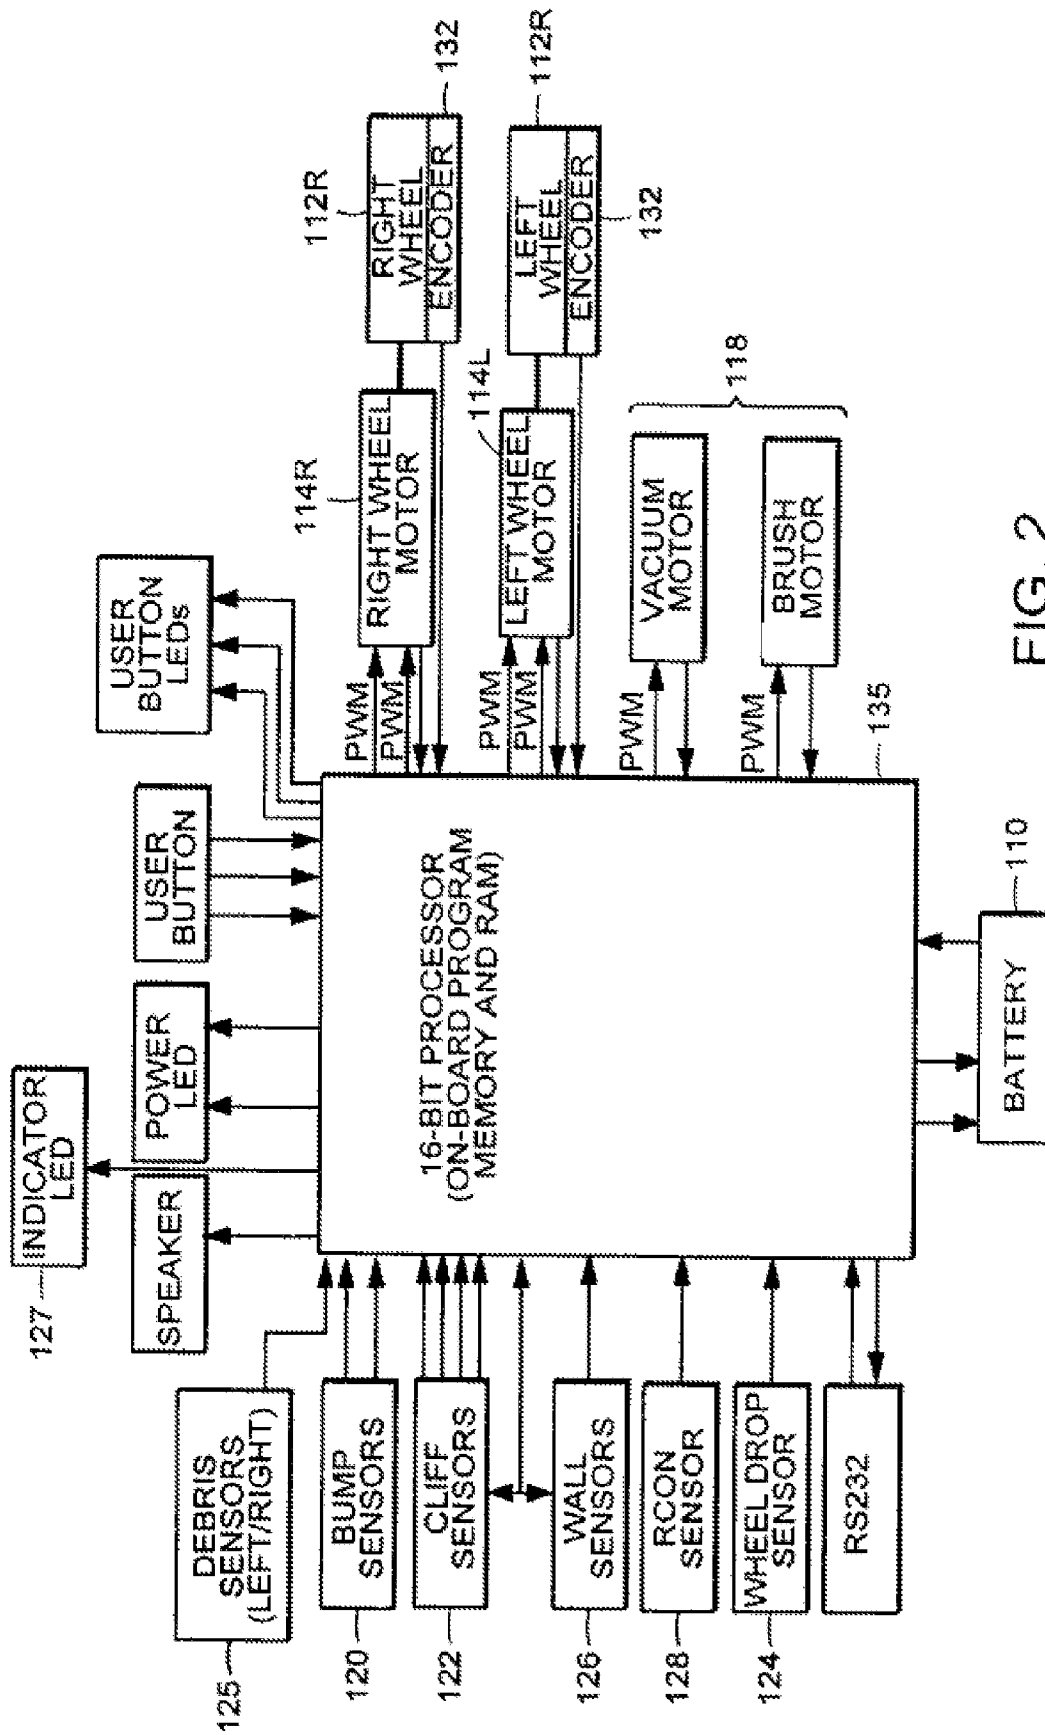 127
INDICATOR
LED
SPEAKER
POWER
LED
USER
BUTTON
USER
BUTTON
LEDs
125
DEBRIS
SENSORS
(LEFT/RIGHT)
120
BUMP
SENSORS
122
CLIFF
SENSORS
126
WALL
SENSORS
128
RCON
SENSOR
124
WHEEL DROP
SENSOR
RS232
16-BIT PROCESSOR
(ON-BOARD PROGRAM
MEMORY AND RAM)
135
PWM
PWM
114R
RIGHT WHEEL
MOTOR
112R
RIGHT
WHEEL
ENCODER
132
PWM
PWM
114L
LEFT WHEEL
MOTOR
112R
LEFT
WHEEL
ENCODER
132
PWM
VACUUM
MOTOR
118
PWM
BRUSH
MOTOR
BATTERY
110
FIG. 2